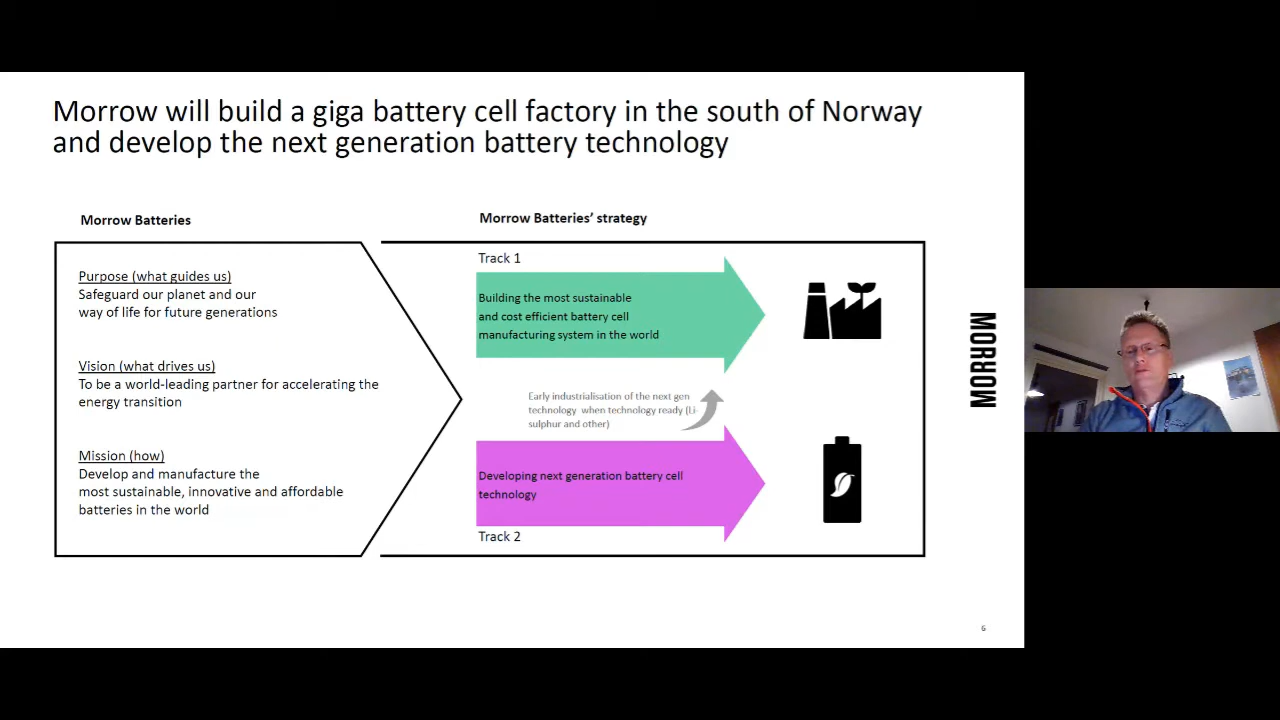 Morrow will build a giga battery cell factory in the south of Norway
and develop the next generation battery technology
Morrow Batteries
Purpose (what guides us)
Safeguard our planet and our
way of life for future generations
Vision (what drives us)
To be a world-leading partner for accelerating the
energy transition
Mission (how)
Develop and manufacture the
most sustainable, innovative and affordable
batteries in the world
Morrow Batteries' strategy
Track 1
Building the most sustainable
and cost efficient battery cell
manufacturing system in the world
Early industrialisation of the next gen
technology when technology ready (Li-
sulphur and other)
Developing next generation battery cell
technology
Track 2
MORROW
6